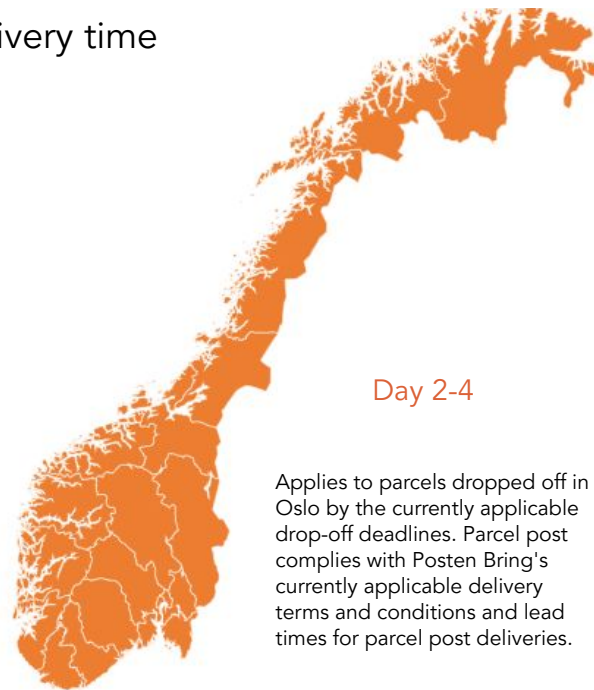 ivery time
Day 2-4
Applies to parcels dropped off in
Oslo by the currently applicable
drop-off deadlines. Parcel post
complies with Posten Bring's
currently applicable delivery
terms and conditions and lead
times for parcel post deliveries.